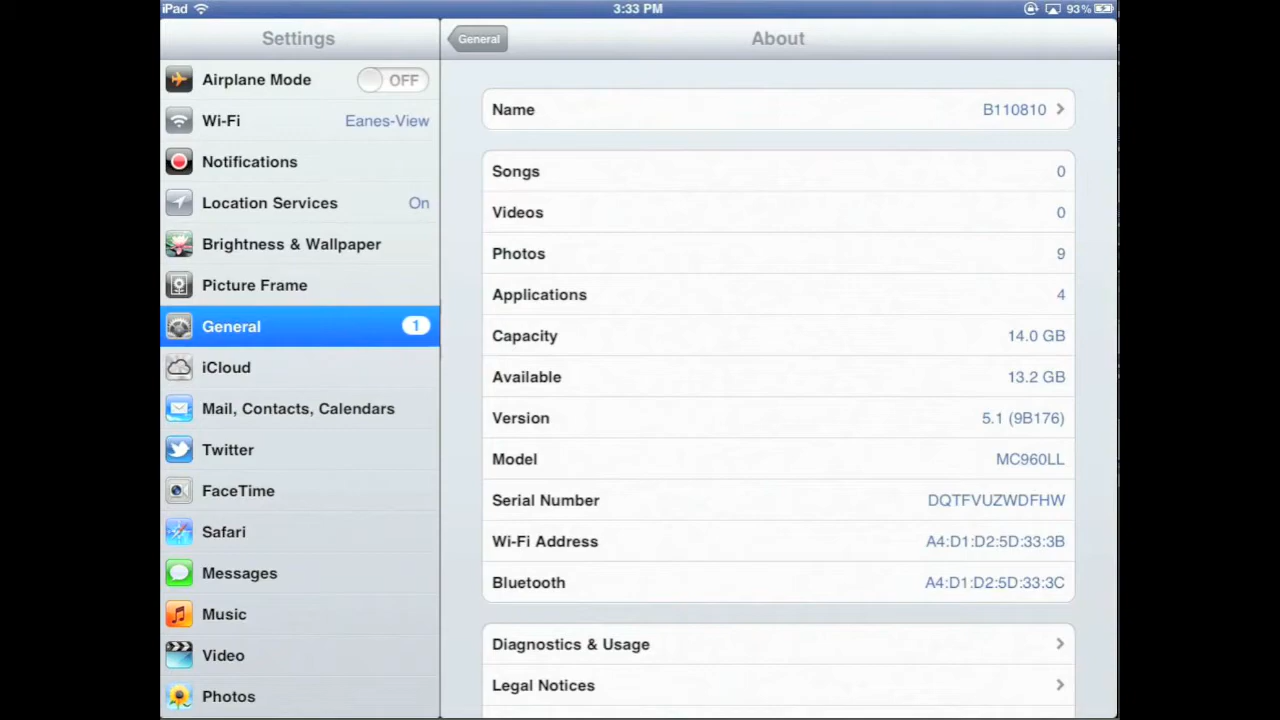 iPad 3:33 PM 93%
Settings
Airplane Mode OFF
Wi-Fi Eanes-View
Notifications
Location Services On
Brightness & Wallpaper
Picture Frame
General 1
iCloud
Mail, Contacts, Calendars
Twitter
FaceTime
Safari
Messages
Music
Video
Photos
General About
Name B110810
Songs 0
Videos 0
Photos 9
Applications 4
Capacity 14.0 GB
Available 13.2 GB
Version 5.1 (9B176)
Model MC960LL
Serial Number DQTFVUZWDFHW
Wi-Fi Address A4:D1:D2:5D:33:3B
Bluetooth A4:D1:D2:5D:33:3C
Diagnostics & Usage
Legal Notices